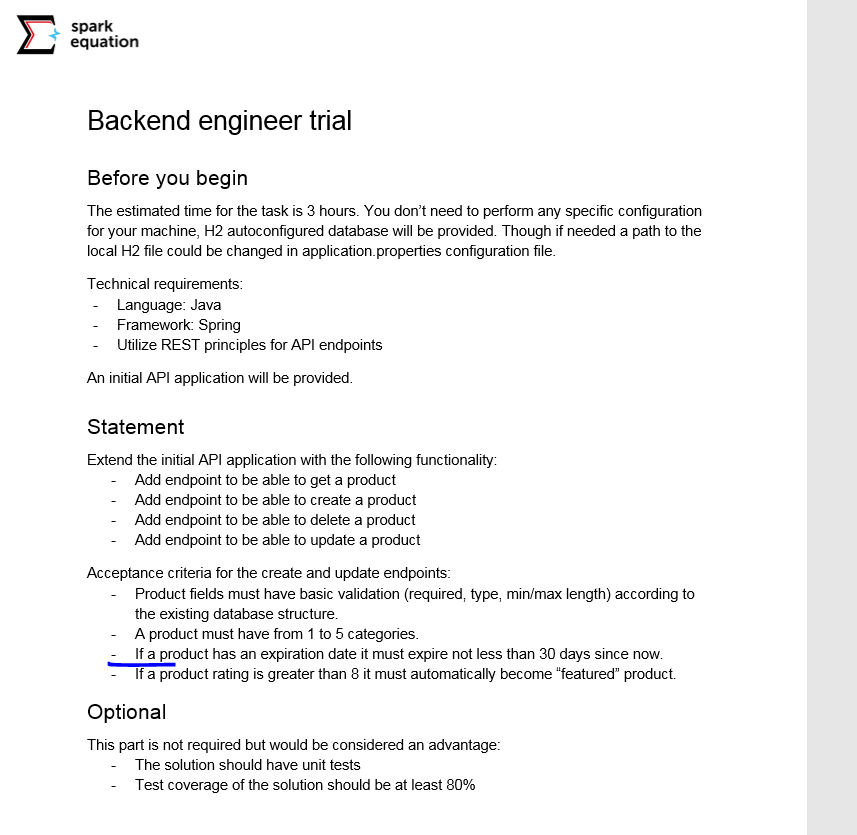 spark
equation
Backend engineer trial
Before you begin
The estimated time for the task is 3 hours. You don’t need to perform any specific configuration
for your machine, H2 autoconfigured database will be provided. Though if needed a path to the
local H2 file could be changed in application.properties configuration file.
Technical requirements:
- Language: Java
- Framework: Spring
- Utilize REST principles for API endpoints
An initial API application will be provided.
Statement
Extend the initial API application with the following functionality:
- Add endpoint to be able to get a product
- Add endpoint to be able to create a product
- Add endpoint to be able to delete a product
- Add endpoint to be able to update a product
Acceptance criteria for the create and update endpoints:
- Product fields must have basic validation (required, type, min/max length) according to
the existing database structure.
- A product must have from 1 to 5 categories.
- If a product has an expiration date it must expire not less than 30 days since now.
- If a product rating is greater than 8 it must automatically become “featured” product.
Optional
This part is not required but would be considered an advantage:
- The solution should have unit tests
- Test coverage of the solution should be at least 80%